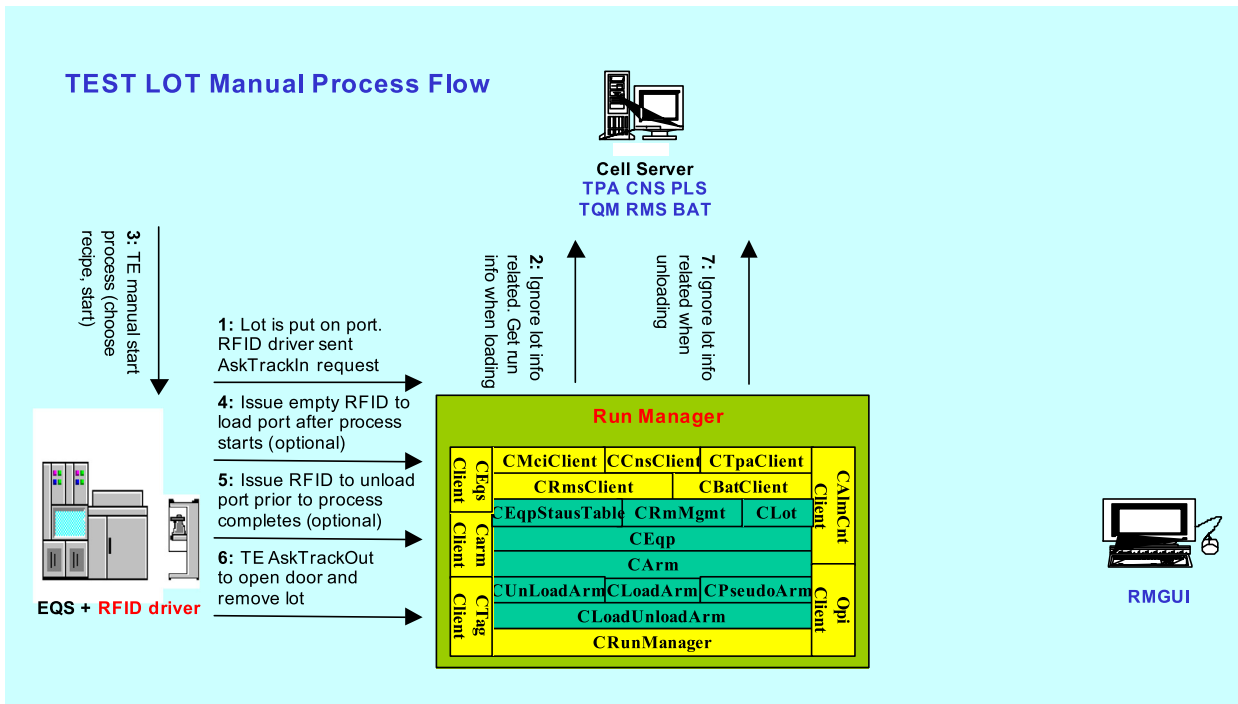 TEST LOT Manual Process Flow
Cell Server
TPA CNS PLS
TQM RMS BAT
3: TE manual start
process (choose
recipe, start)
1: Lot is put on port.
RFID driver sent
AskTrackIn request
2: Ignore lot info
related. Get run
info when loading
7: Ignore lot info
related when
unloading
4: Issue empty RFID to
load port after process
starts (optional)
5: Issue RFID to unload
port prior to process
completes (optional)
6: TE AskTrackOut
to open door and
remove lot
EQS + RFID driver
Run Manager
CEqs
Client
Carm
Client
CTag
Client
CMciClient CCnsClient CTpaClient
CRmsClient CBatClient
CEqpStausTable CRmMgmt CLot
CEqp
CArm
CUnLoadArm CLoadArm CPseudoArm
CLoadUnloadArm
CRunManager
CAlmCnt
Client
Opi
Client
RMGUI